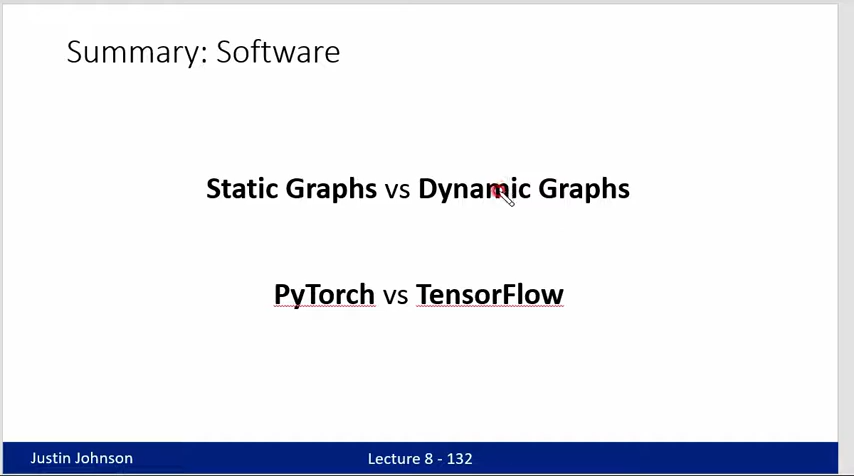 Summary: Software
Static Graphs vs Dynamic Graphs
PyTorch vs TensorFlow
Justin Johnson
Lecture 8 - 132